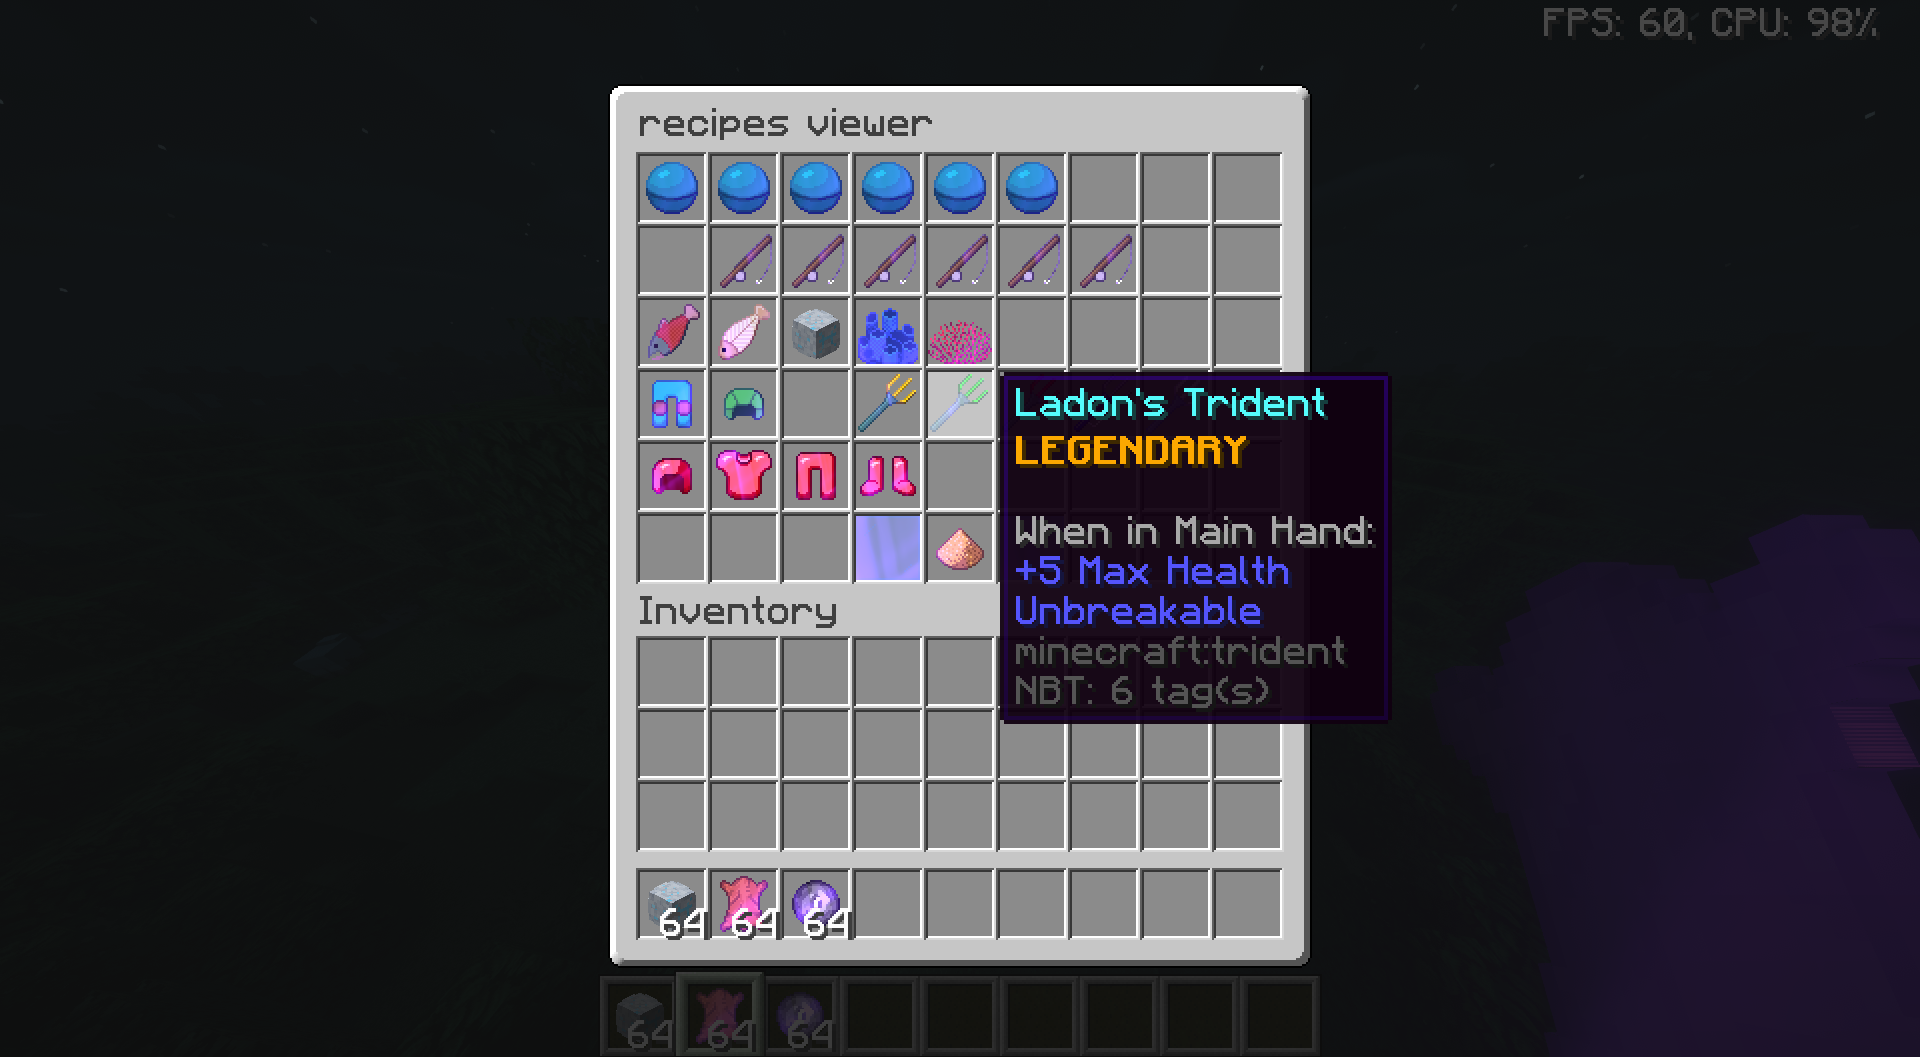 FPS: 60, CPU: 98%
recipes viewer
Ladon's Trident
LEGENDARY
When in Main Hand:
+5 Max Health
Unbreakable
minecraft:trident
NBT: 6 tag(s)
Inventory
64 64 64
64 64 64